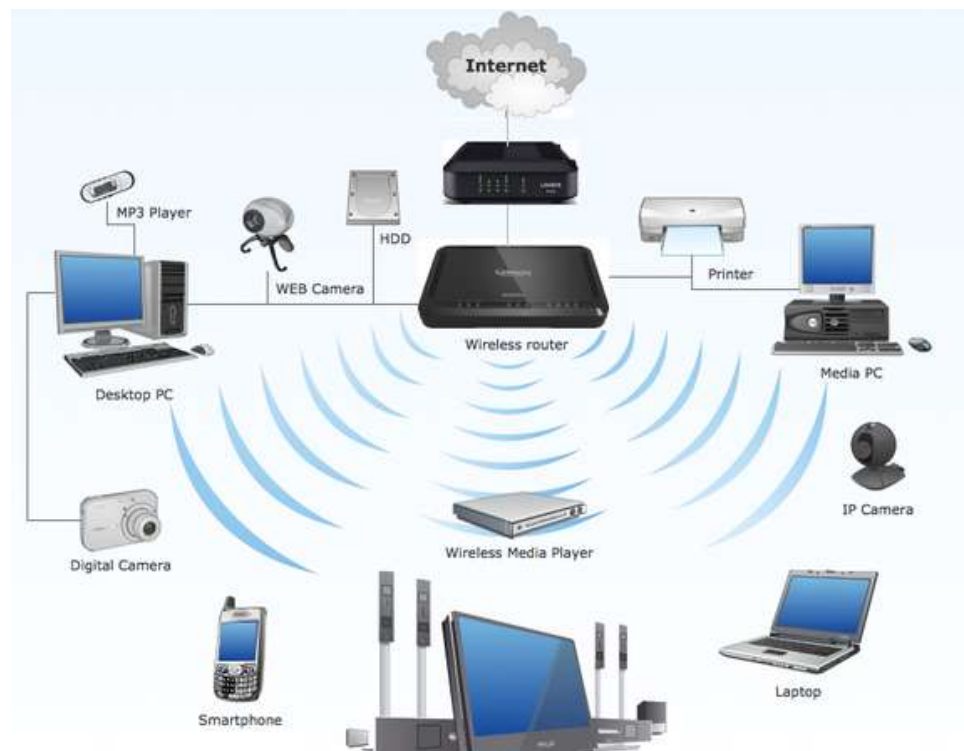 Internet
MP3 Player
HDD
WEB Camera
Printer
Wireless router
Desktop PC
Media PC
IP Camera
Wireless Media Player
Digital Camera
Laptop
Smartphone